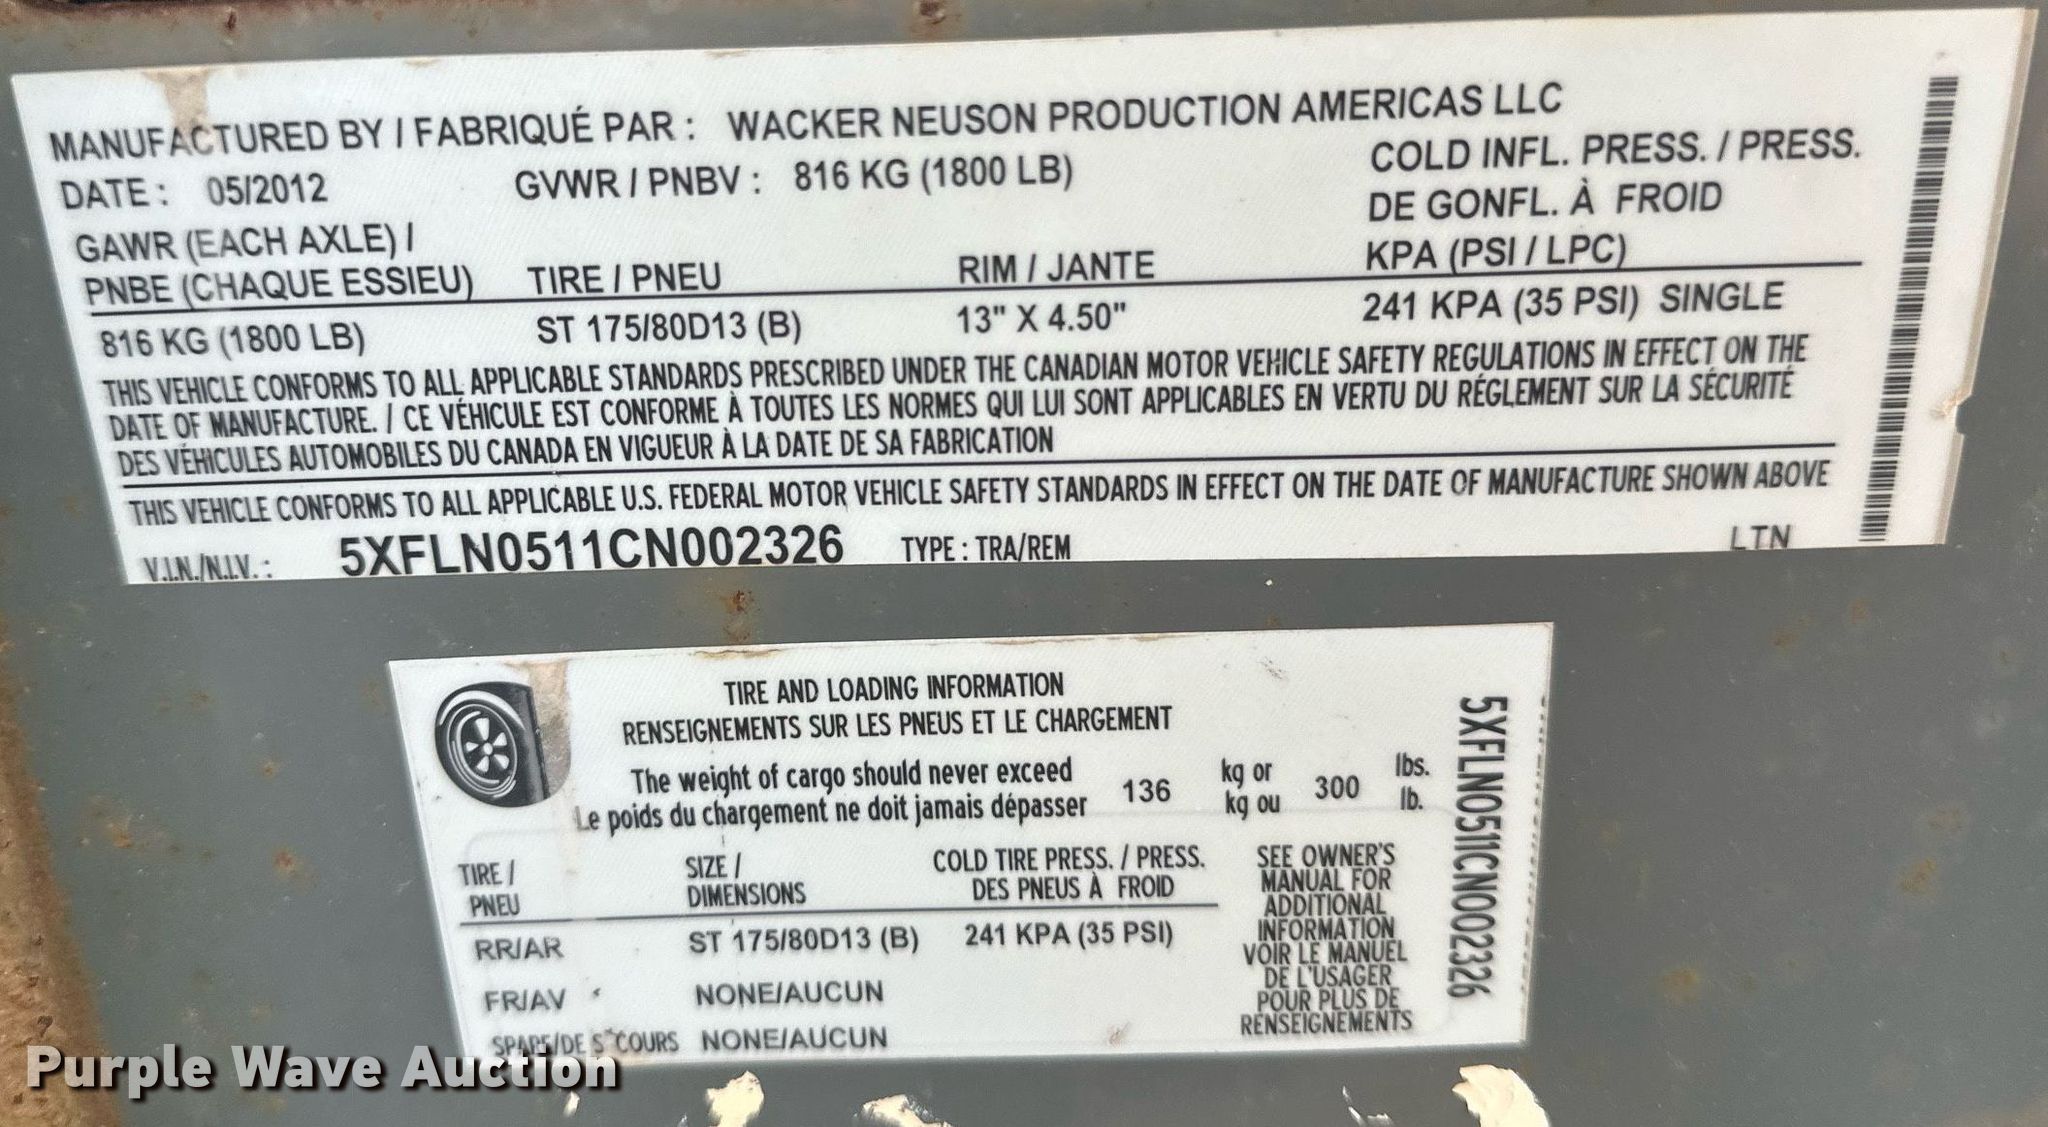 MANUFACTURED BY / FABRIQUÉ PAR : WACKER NEUSON PRODUCTION AMERICAS LLC
DATE : 05/2012 GVWR / PNBV : 816 KG (1800 LB)
COLD INFL. PRESS. / PRESS.
DE GONFL. À FROID
KPA (PSI / LPC)
GAWR (EACH AXLE) /
PNBE (CHAQUE ESSIEU) TIRE / PNEU RIM / JANTE
816 KG (1800 LB) ST 175/80D13 (B) 13" X 4.50" 241 KPA (35 PSI) SINGLE
THIS VEHICLE CONFORMS TO ALL APPLICABLE STANDARDS PRESCRIBED UNDER THE CANADIAN MOTOR VEHICLE SAFETY REGULATIONS IN EFFECT ON THE
DATE OF MANUFACTURE. / CE VÉHICULE EST CONFORME À TOUTES LES NORMES QUI LUI SONT APPLICABLES EN VERTU DU RÉGLEMENT SUR LA SÉCURITÉ
DES VÉHICULES AUTOMOBILES DU CANADA EN VIGUEUR À LA DATE DE SA FABRICATION
THIS VEHICLE CONFORMS TO ALL APPLICABLE U.S. FEDERAL MOTOR VEHICLE SAFETY STANDARDS IN EFFECT ON THE DATE OF MANUFACTURE SHOWN ABOVE
V.I.N./N.I.V. : 5XFLN0511CN002326 TYPE : TRA/REM LTN
TIRE AND LOADING INFORMATION
RENSEIGNEMENTS SUR LES PNEUS ET LE CHARGEMENT
The weight of cargo should never exceed 136 kg or 300 lbs.
Le poids du chargement ne doit jamais dépasser kg ou lb.
TIRE / SIZE / COLD TIRE PRESS. / PRESS.
PNEU DIMENSIONS DES PNEUS À FROID
RR/AR ST 175/80D13 (B) 241 KPA (35 PSI)
FR/AV NONE/AUCUN
SPARE/DE SECOURS NONE/AUCUN
SEE OWNER'S
MANUAL FOR
ADDITIONAL
INFORMATION
VOIR LE MANUEL
DE L'USAGER
POUR PLUS DE
RENSEIGNEMENTS
5XFLN0511CN002326
Purple Wave Auction